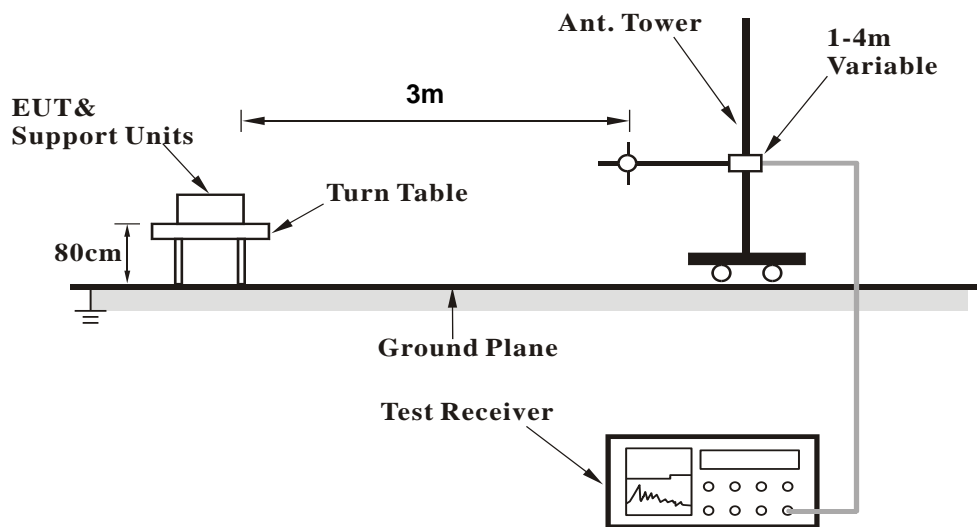 Ant. Tower
1-4m
Variable
3m
EUT&
Support Units
Turn Table
80cm
Ground Plane
Test Receiver